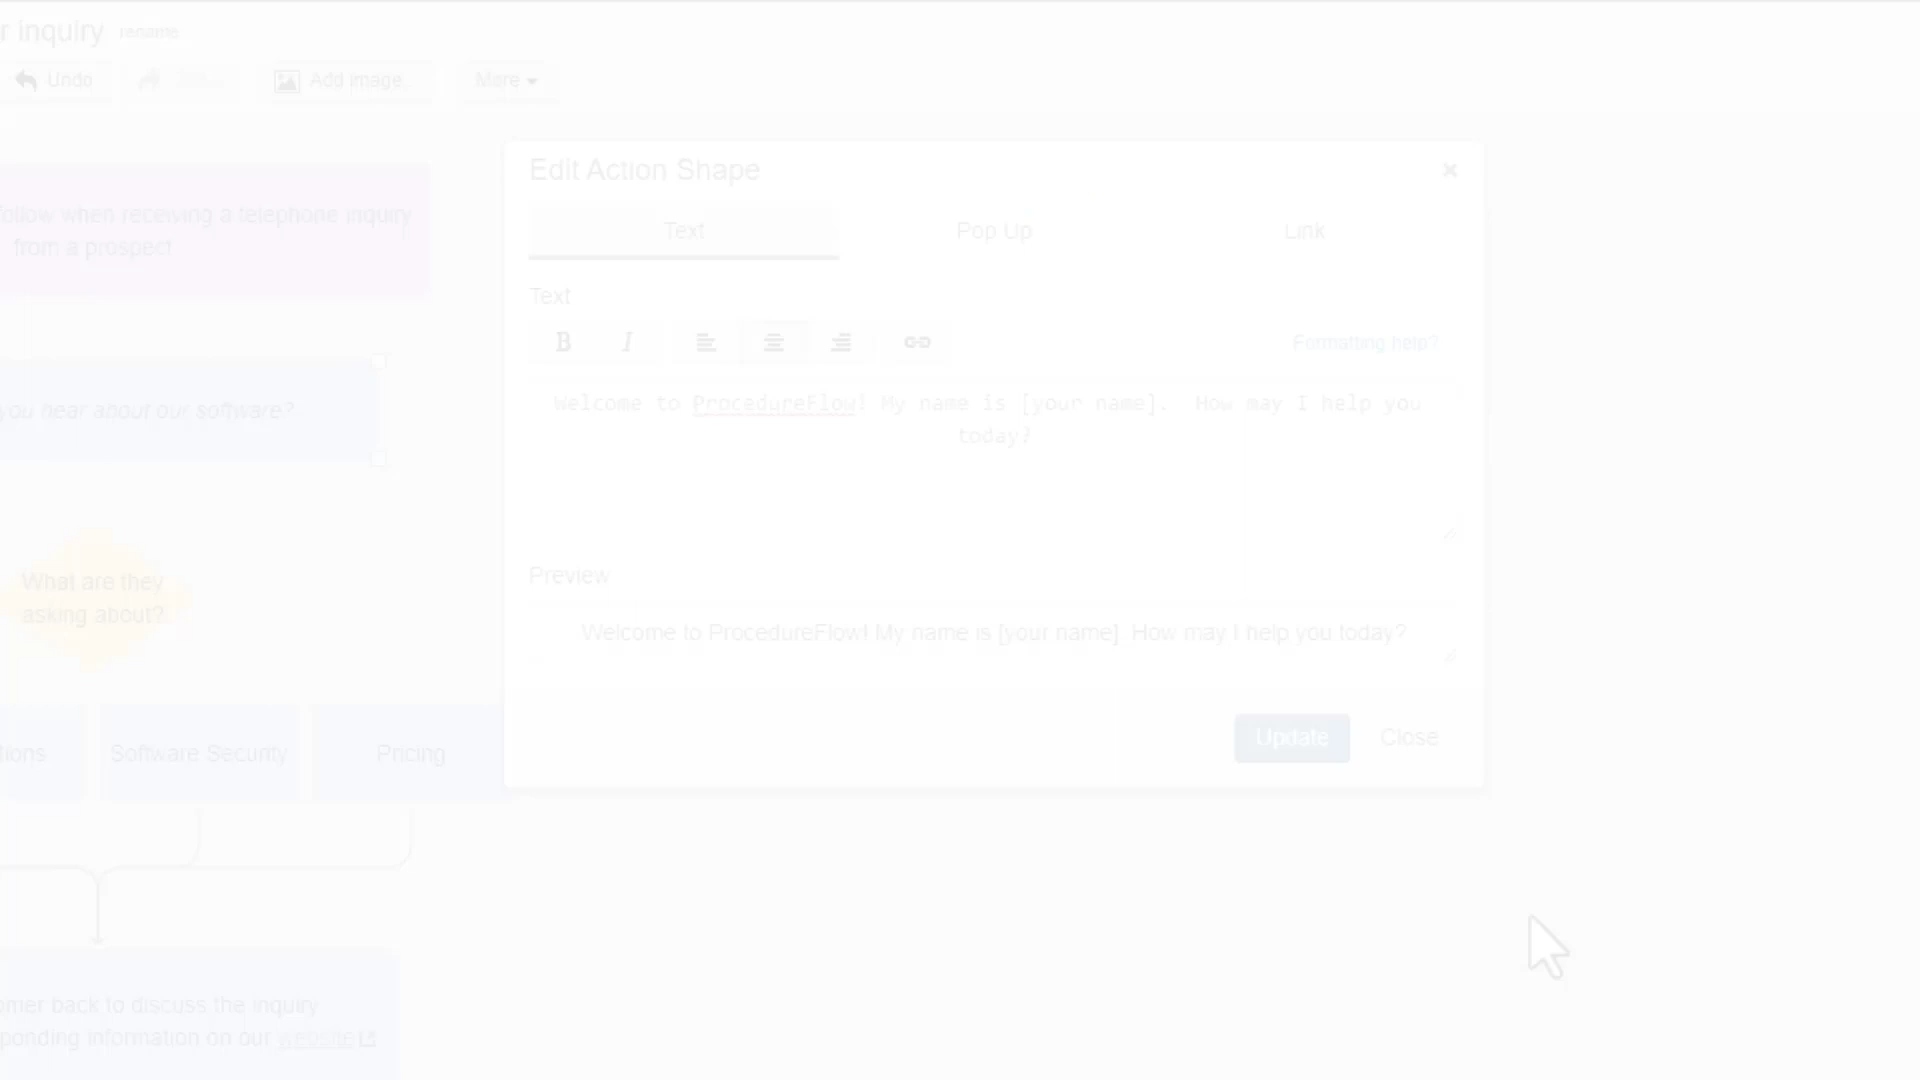 r inquiry rename
Undo
Add image
More
follow when receiving a telephone inquiry
from a prospect
you hear about our software?
What are they
asking about?
tions
Software Security
Pricing
omer back to discuss the inquiry
ponding information on our website
Edit Action Shape
Text
Pop Up
Link
Text
B I
Formatting help?
Welcome to ProcedureFlow! My name is [your name].  How may I help you
today?
Preview
Welcome to ProcedureFlow! My name is [your name]. How may I help you today?
Update
Close